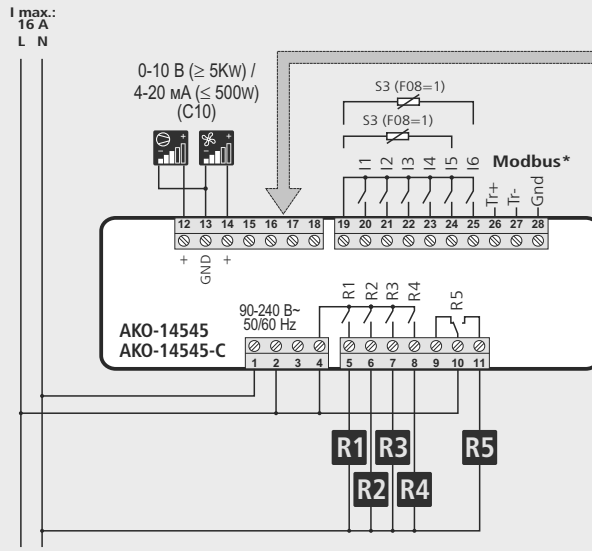 I max.:
16 A
L N
0-10 В (≥ 5Kw) /
4-20 мА (≤ 500w)
(C10)
S3 (F08=1)
S3 (F08=1)
I1 I2 I3 I4 I5 I6
Modbus*
Tr+ Tr- Gnd
12 13 14 15 16 17 18
19 20 21 22 23 24 25 26 27 28
+ GND +
R1 R2 R3 R4
R5
90-240 В~
50/60 Hz
AKO-14545
AKO-14545-C
1 2 3 4
5 6 7 8 9 10 11
R1 R3 R5
R2 R4